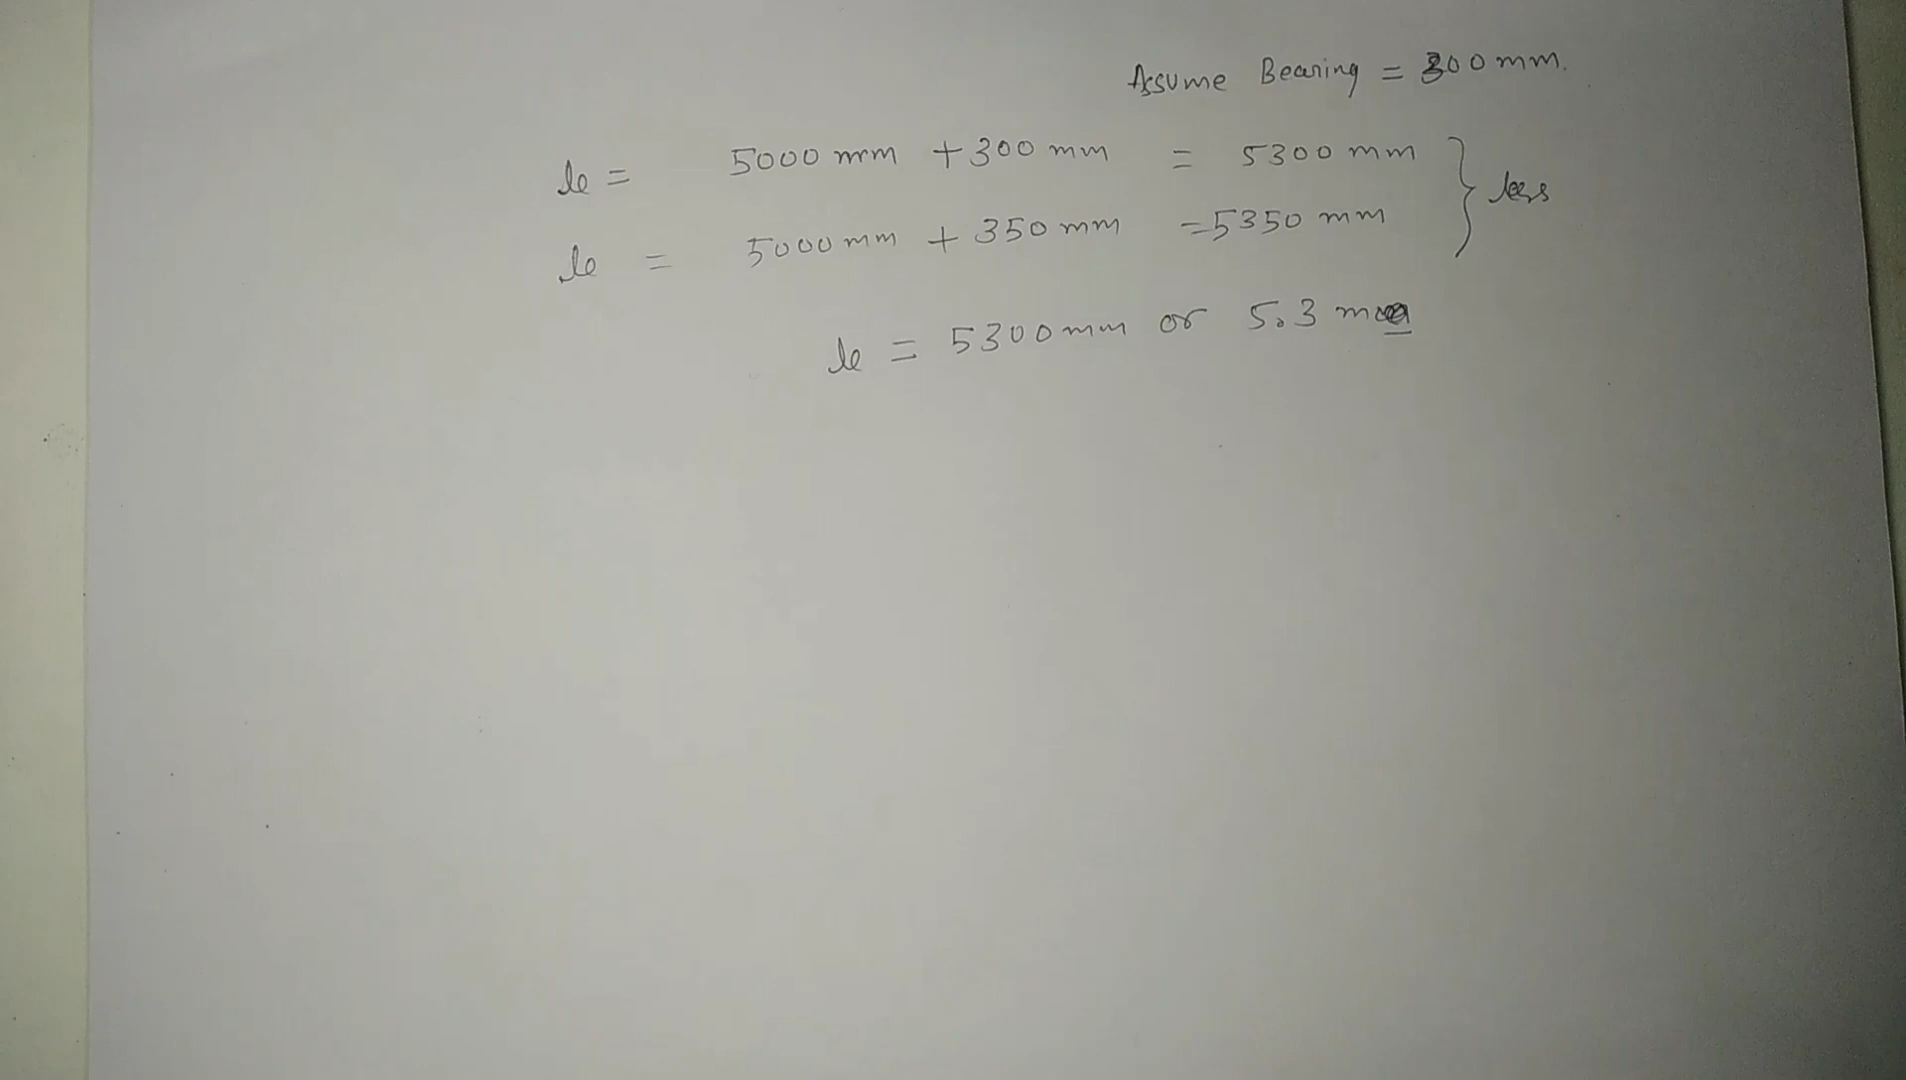 Assume Bearing = 300 mm.
le = 5000 mm + 300 mm = 5300 mm
le = 5000 mm + 350 mm = 5350 mm } less
le = 5300 mm or 5.3 m